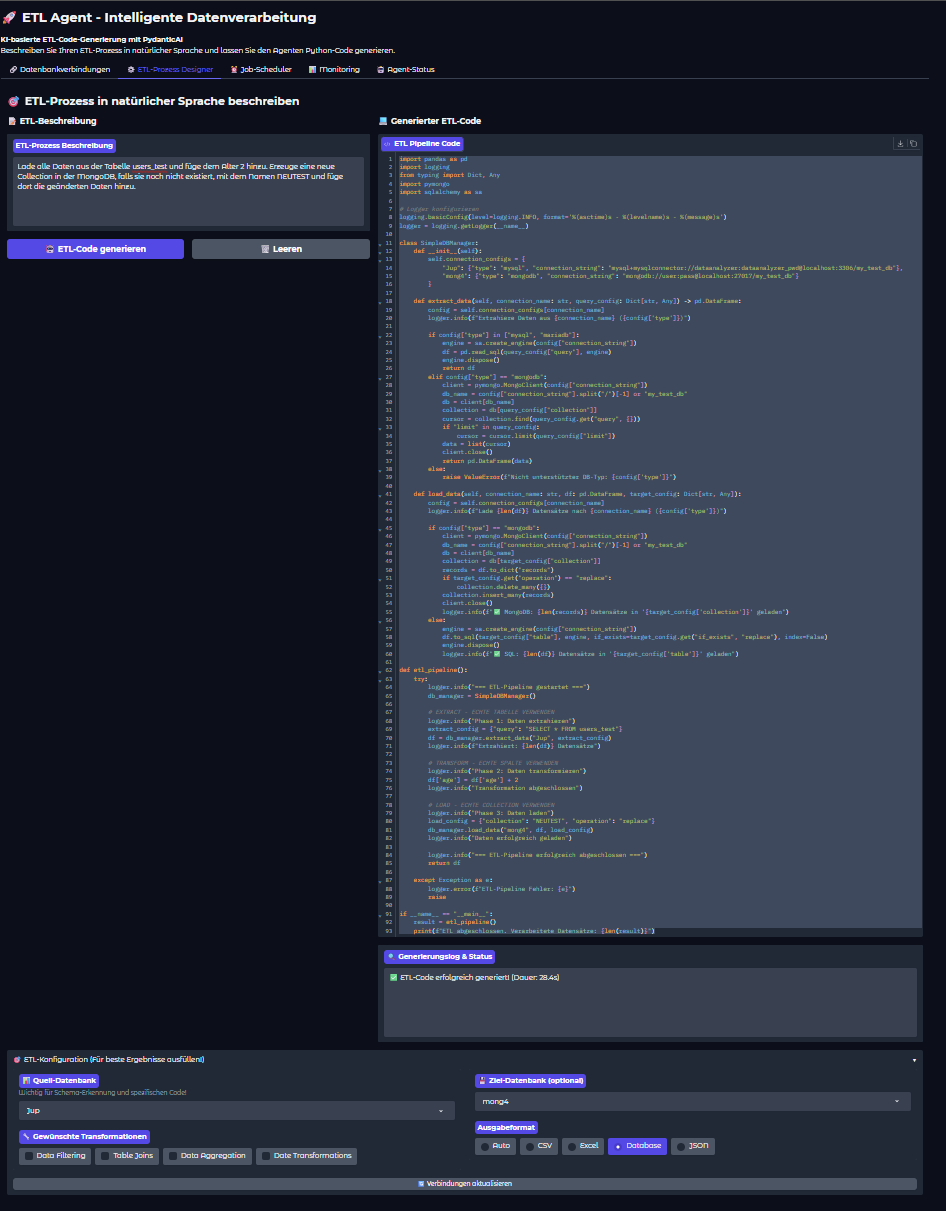 ETL Agent - Intelligente Datenverarbeitung
KI-basierte ETL-Code-Generierung mit PydanticAI
Beschreiben Sie Ihren ETL-Prozess in natürlicher Sprache und lassen Sie den Agenten Python-Code generieren.
Datenbankverbindungen ETL-Prozess Designer Job-Scheduler Monitoring Agent-Status
ETL-Prozess in natürlicher Sprache beschreiben
ETL-Beschreibung
ETL-Prozess Beschreibung
Lade alle Daten aus der Tabelle users_test und füge dem Alter 2 hinzu. Erzeuge eine neue
Collection in der MongoDB, falls sie noch nicht existiert, mit dem Namen NEUTEST und füge
dort die geänderten Daten hinzu.
ETL-Code generieren Leeren
Generierter ETL-Code
ETL Pipeline Code
1 import pandas as pd
2 import logging
3 from typing import Dict, Any
4 import pymongo
5 import sqlalchemy as sa
6
7 # Logger konfigurieren
8 logging.basicConfig(level=logging.INFO, format='%(asctime)s - %(levelname)s - %(message)s')
9 logger = logging.getLogger(__name__)
10
11 class SimpleDBManager:
12 def __init__(self):
13 self.connection_configs = {
14 "Jup": {"type": "mysql", "connection_string": "mysql+mysqlconnector://dataanalyzer:dataanalyzer_pwd@localhost:3306/my_test_db"},
15 "mong4": {"type": "mongodb", "connection_string": "mongodb://user:pass@localhost:27017/my_test_db"}
16 }
17
18 def extract_data(self, connection_name: str, query_config: Dict[str, Any]) -> pd.DataFrame:
19 config = self.connection_configs[connection_name]
20 logger.info(f"Extrahiere Daten aus {connection_name} ({config['type']})")
21
22 if config["type"] in ["mysql", "mariadb"]:
23 engine = sa.create_engine(config["connection_string"])
24 df = pd.read_sql(query_config["query"], engine)
25 engine.dispose()
26 return df
27 elif config["type"] == "mongodb":
28 client = pymongo.MongoClient(config["connection_string"])
29 db_name = config["connection_string"].split("/")[-1] or "my_test_db"
30 db = client[db_name]
31 collection = db[query_config["collection"]]
32 cursor = collection.find(query_config.get("query", {}))
33 if "limit" in query_config:
34 cursor = cursor.limit(query_config["limit"])
35 data = list(cursor)
36 client.close()
37 return pd.DataFrame(data)
38 else:
39 raise ValueError(f"Nicht unterstützter DB-Typ: {config['type']}")
40
41 def load_data(self, connection_name: str, df: pd.DataFrame, target_config: Dict[str, Any]):
42 config = self.connection_configs[connection_name]
43 logger.info(f"Lade {len(df)} Datensätze nach {connection_name} ({config['type']})")
44
45 if config["type"] == "mongodb":
46 client = pymongo.MongoClient(config["connection_string"])
47 db_name = config["connection_string"].split("/")[-1] or "my_test_db"
48 db = client[db_name]
49 collection = db[target_config["collection"]]
50 records = df.to_dict("records")
51 if target_config.get("operation") == "replace":
52 collection.delete_many({})
53 collection.insert_many(records)
54 client.close()
55 logger.info(f"✅ MongoDB: {len(records)} Datensätze in '{target_config['collection']}' geladen")
56 else:
57 engine = sa.create_engine(config["connection_string"])
58 df.to_sql(target_config["table"], engine, if_exists=target_config.get("if_exists", "replace"), index=False)
59 engine.dispose()
60 logger.info(f"✅ SQL: {len(df)} Datensätze in '{target_config['table']}' geladen")
61
62 def etl_pipeline():
63 try:
64 logger.info("=== ETL-Pipeline gestartet ===")
65 db_manager = SimpleDBManager()
66
67 # EXTRACT - ECHTE TABELLE VERWENDEN
68 logger.info("Phase 1: Daten extrahieren")
69 extract_config = {"query": "SELECT * FROM users_test"}
70 df = db_manager.extract_data("Jup", extract_config)
71 logger.info(f"Extrahiert: {len(df)} Datensätze")
72
73 # TRANSFORM - ECHTE SPALTE VERWENDEN
74 logger.info("Phase 2: Daten transformieren")
75 df['age'] = df['age'] + 2
76 logger.info("Transformation abgeschlossen")
77
78 # LOAD - ECHTE COLLECTION VERWENDEN
79 logger.info("Phase 3: Daten laden")
80 load_config = {"collection": "NEUTEST", "operation": "replace"}
81 db_manager.load_data("mong4", df, load_config)
82 logger.info("Daten erfolgreich geladen")
83
84 logger.info("=== ETL-Pipeline erfolgreich abgeschlossen ===")
85 return df
86
87 except Exception as e:
88 logger.error(f"ETL-Pipeline Fehler: {e}")
89 raise
90
91 if __name__ == "__main__":
92 result = etl_pipeline()
93 print(f"ETL abgeschlossen. Verarbeitete Datensätze: {len(result)}")
Generierungslog & Status
✅ ETL-Code erfolgreich generiert! (Dauer: 28.4s)
ETL-Konfiguration (Für beste Ergebnisse ausfüllen!)
Quell-Datenbank
Wichtig für Schema-Erkennung und spezifischen Code!
Jup
Gewünschte Transformationen
Data Filtering Table Joins Data Aggregation Date Transformations
Ziel-Datenbank (optional)
mong4
Ausgabeformat
Auto CSV Excel Database JSON
Verbindungen aktualisieren